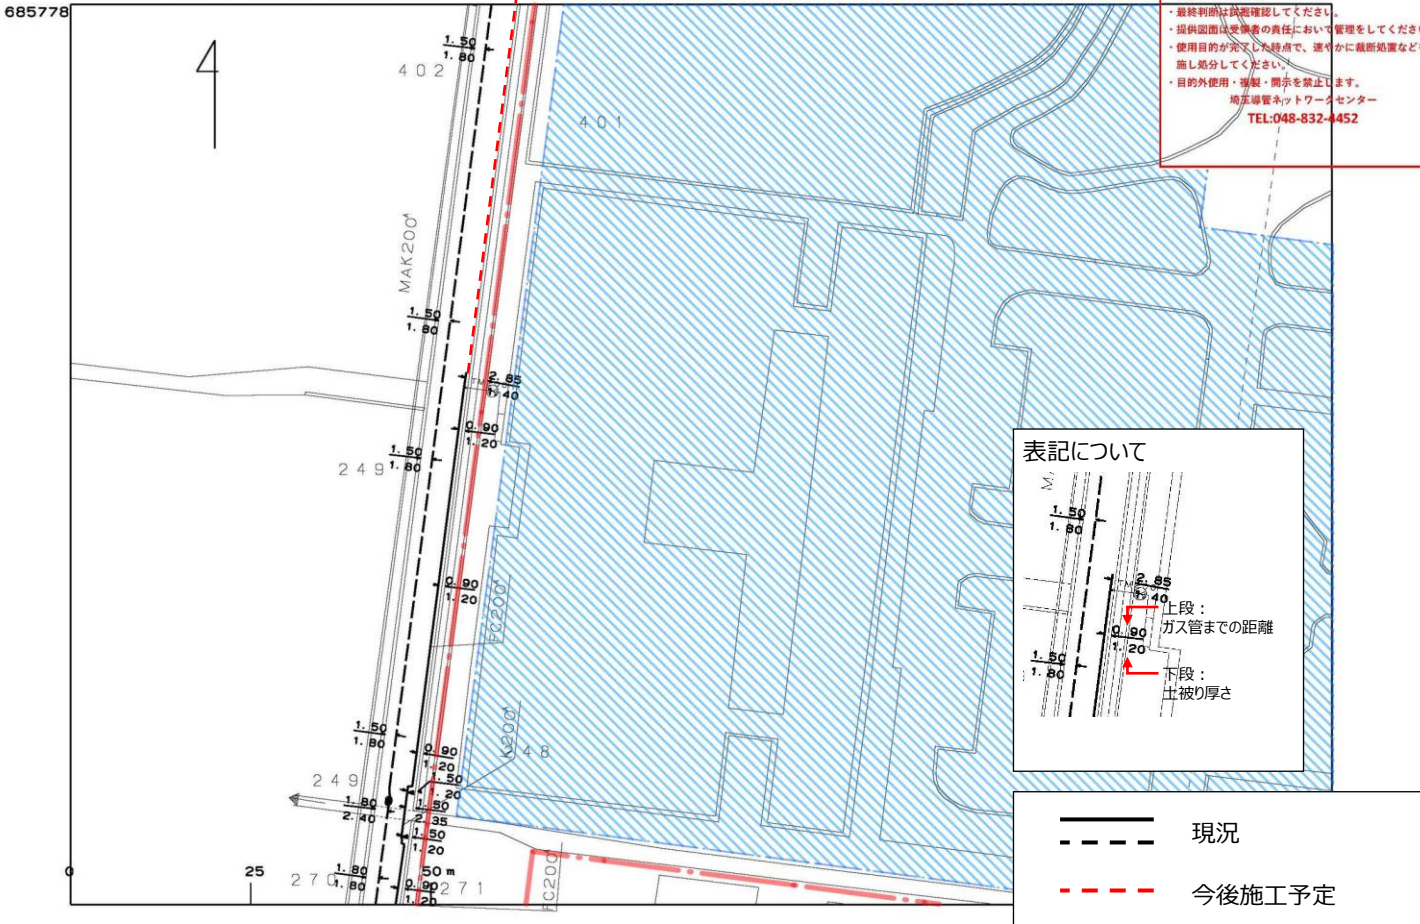 685778
・最終判断は試掘確認してください。
・提供図面は受領者の責任において管理をしてくださ
・使用目的が完了した時点で、速やかに裁断処置など
施し処分してください。
・目的外使用・複製・開示を禁止します。
埼玉導管ネットワークセンター
TEL:048-832-4452
1.50
1.80
402
401
MAK200
1.50
1.80
2.85
1.40
0.90
1.20
1.50
1.80
249
0.90
1.20
FC200
1.50
1.80
0.90
1.20
K200
48
1.50
1.20
249
1.80
2.40
1.50
2.35
1.50
1.20
0
25
50 m
270
1.80
1.80
0.90
1.20
271
FC200
表記について
1.50
1.80
2.85
40
上段：
ガス管までの距離
0.90
1.20
1.50
1.80
下段：
土被り厚さ
現況
今後施工予定